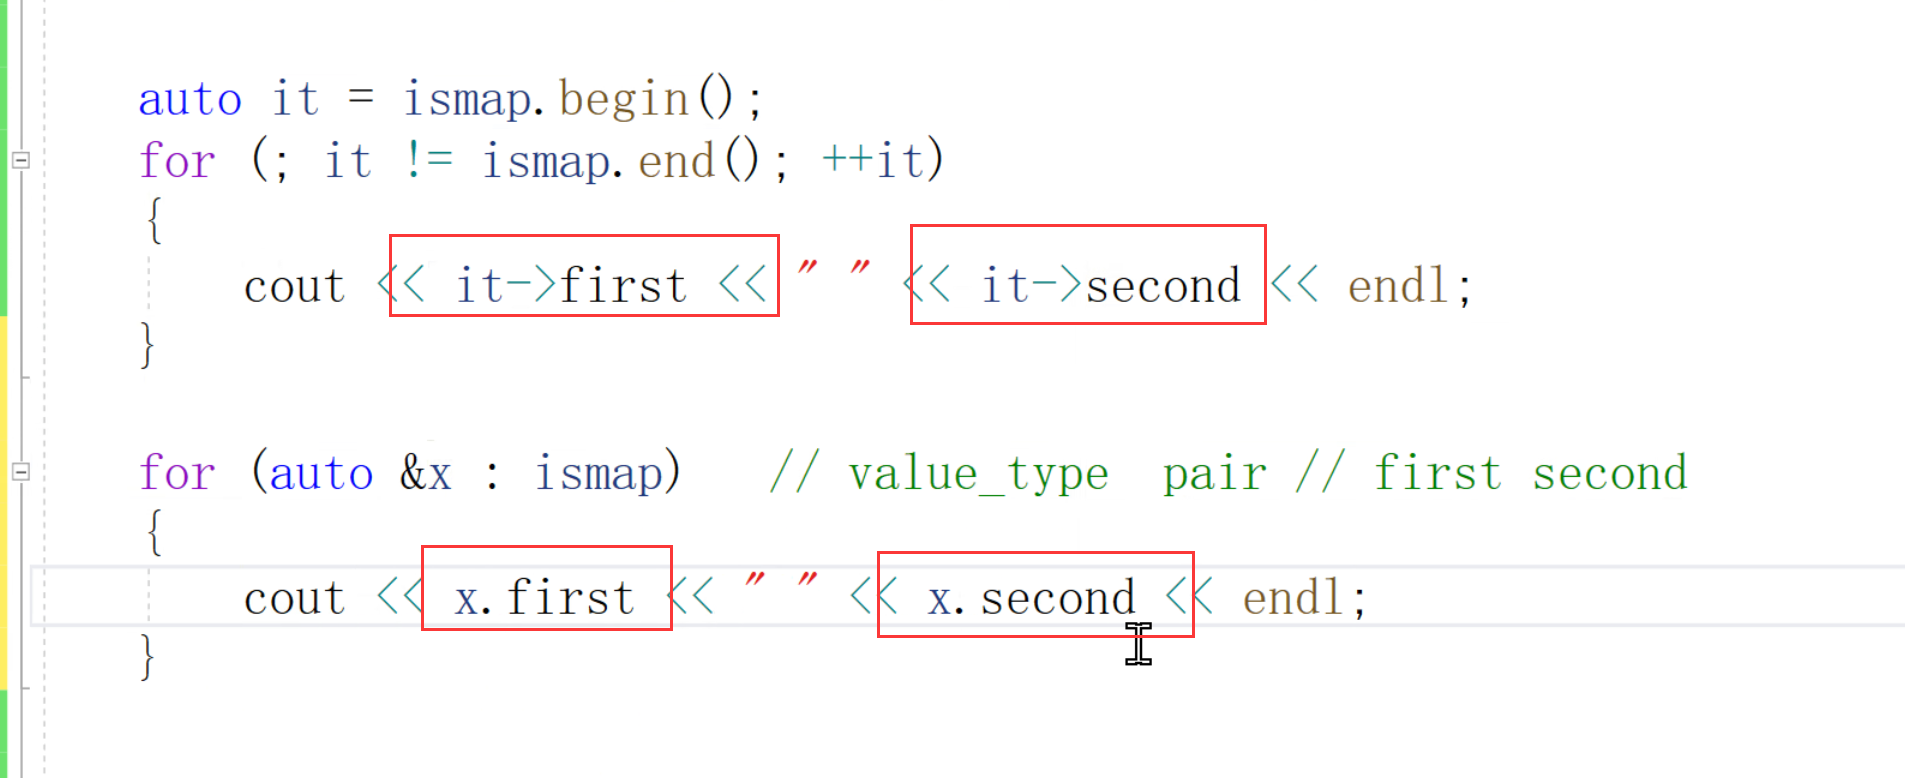 auto it = ismap.begin();
for (; it != ismap.end(); ++it)
{
cout << it->first << " " << it->second << endl;
}
for (auto &x : ismap) // value_type pair // first second
{
cout << x.first << " " << x.second << endl;
}